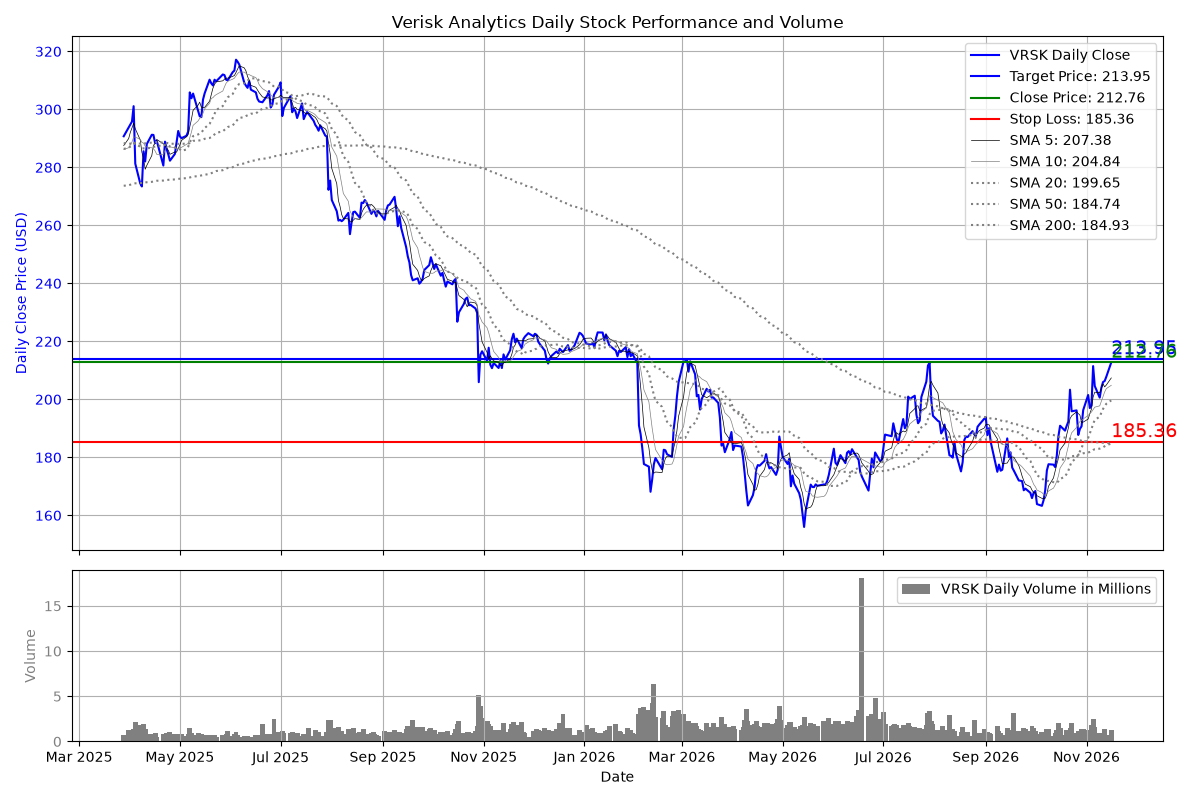 Verisk Analytics Daily Stock Performance and Volume
Daily Close Price (USD)
320
300
280
260
240
220
200
180
160
VRSK Daily Close
Target Price: 213.95
Close Price: 212.76
Stop Loss: 185.36
SMA 5: 207.38
SMA 10: 204.84
SMA 20: 199.65
SMA 50: 184.74
SMA 200: 184.93
213.95
212.76
185.36
Volume
15
10
5
0
VRSK Daily Volume in Millions
Mar 2025 May 2025 Jul 2025 Sep 2025 Nov 2025 Jan 2026 Mar 2026 May 2026 Jul 2026 Sep 2026 Nov 2026
Date